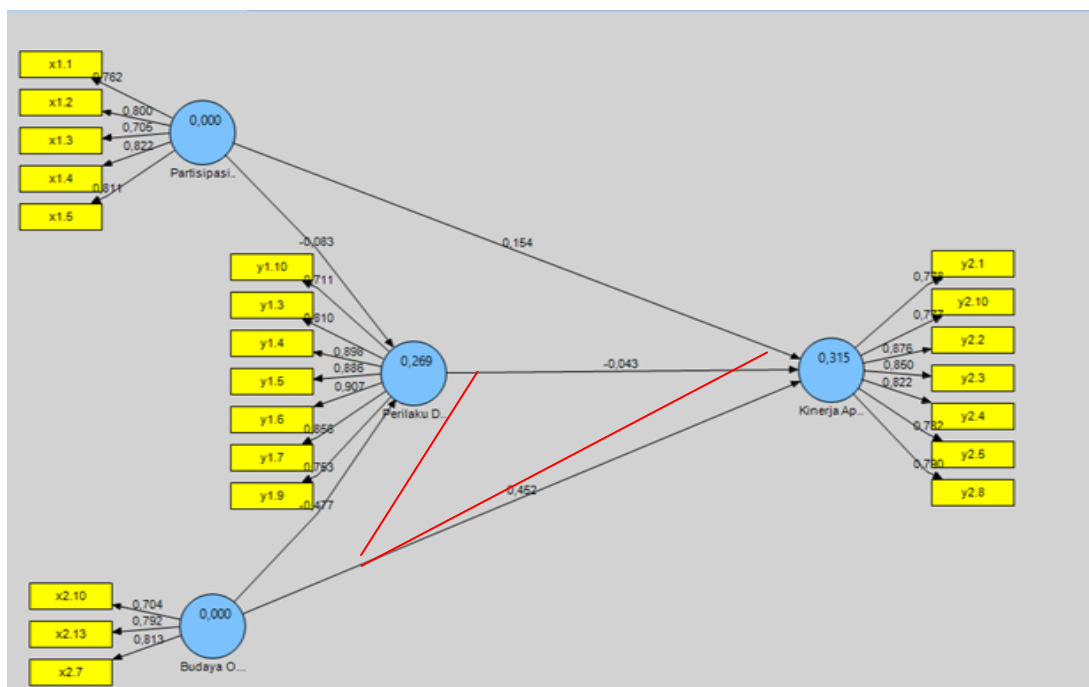 x1.1
0,762
x1.2
0,800
x1.3
0,705
x1.4
0,822
x1.5
0,811
0,000
Partisipasi..
-0,083
0,154
y1.10
0,711
y1.3
0,810
y1.4
0,898
y1.5
0,886
y1.6
0,907
y1.7
0,856
y1.9
0,753
0,269
Perilaku D...
-0,043
-0,477
0,452
0,315
Kinerja Ap...
y2.1
y2.10
0,876
y2.2
0,850
y2.3
0,822
y2.4
y2.5
y2.8
x2.10
0,704
x2.13
0,792
x2.7
0,813
0,000
Budaya O...